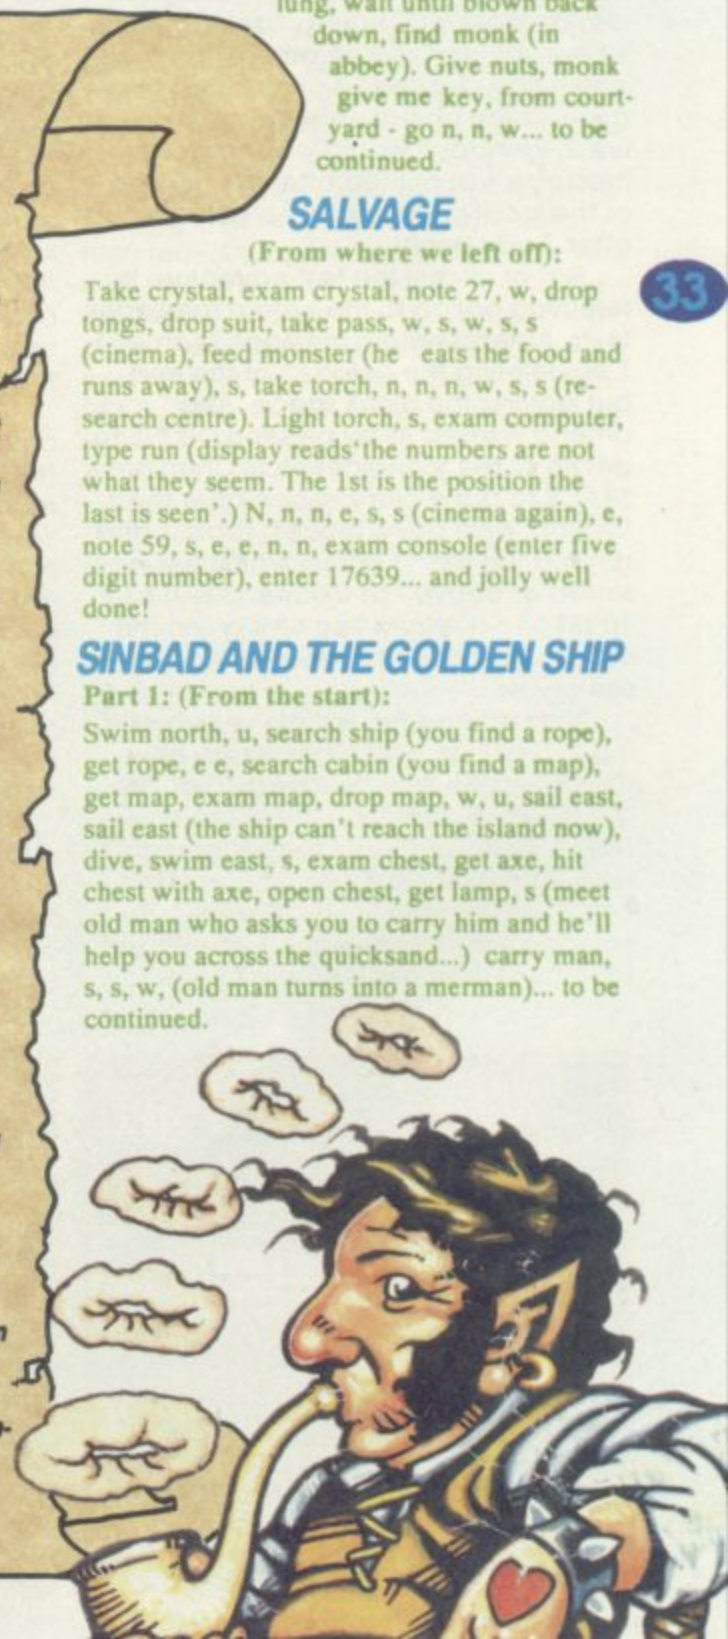 lung, wait until blown back
down, find monk (in
abbey). Give nuts, monk
give me key, from court-
yard - go n, n, w... to be
continued.
SALVAGE
(From where we left off):
33
Take crystal, exam crystal, note 27, w, drop
tongs, drop suit, take pass, w, s, w, s, s
(cinema), feed monster (he eats the food and
runs away), s, take torch, n, n, n, w, s, s (re-
search centre). Light torch, s, exam computer,
type run (display reads'the numbers are not
what they seem. The 1st is the position the
last is seen'.) N, n, n, e, s, s (cinema again), e,
note 59, s, e, e, n, n, exam console (enter five
digit number), enter 17639... and jolly well
done!
SINBAD AND THE GOLDEN SHIP
Part 1: (From the start):
Swim north, u, search ship (you find a rope),
get rope, e e, search cabin (you find a map),
get map, exam map, drop map, w, u, sail east,
sail east (the ship can't reach the island now),
dive, swim east, s, exam chest, get axe, hit
chest with axe, open chest, get lamp, s (meet
old man who asks you to carry him and he'll
help you across the quicksand...) carry man,
s, s, w, (old man turns into a merman)... to be
continued.